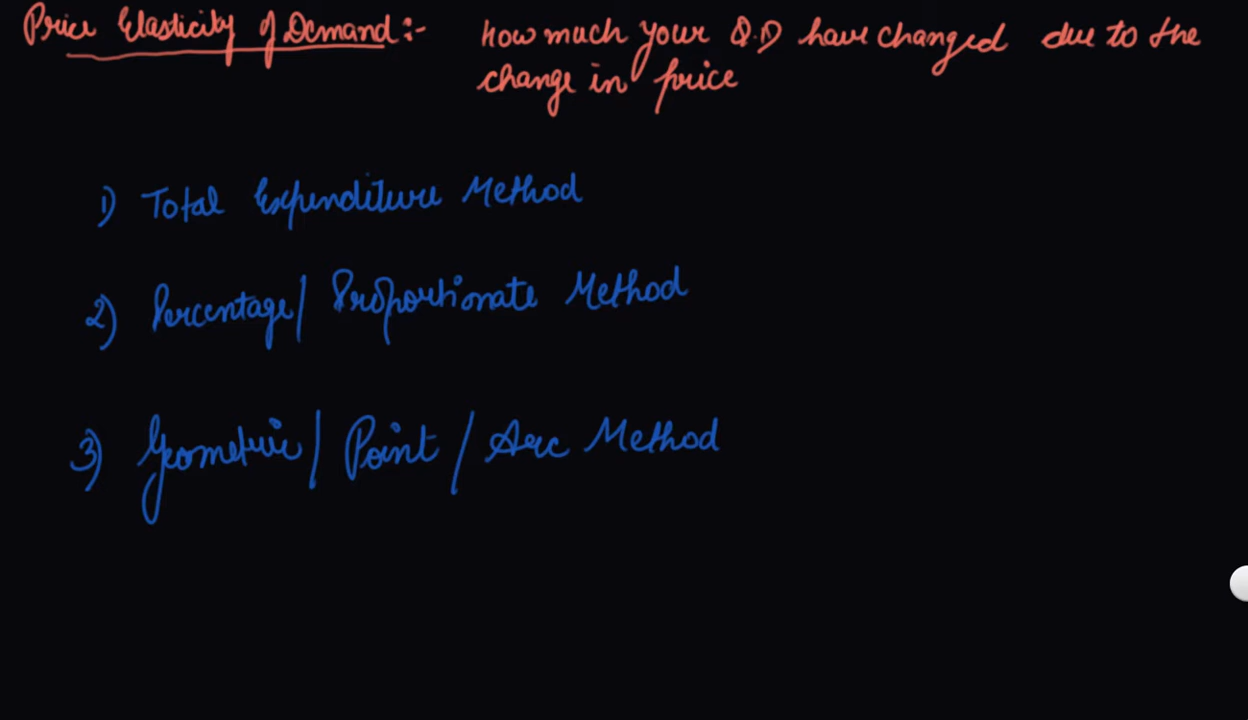 Price Elasticity of Demand :- How much your Q.D have changed due to the
change in price
1) Total Expenditure Method
2) Percentage/ Proportionate Method
3) Geometric/ Point / Arc Method